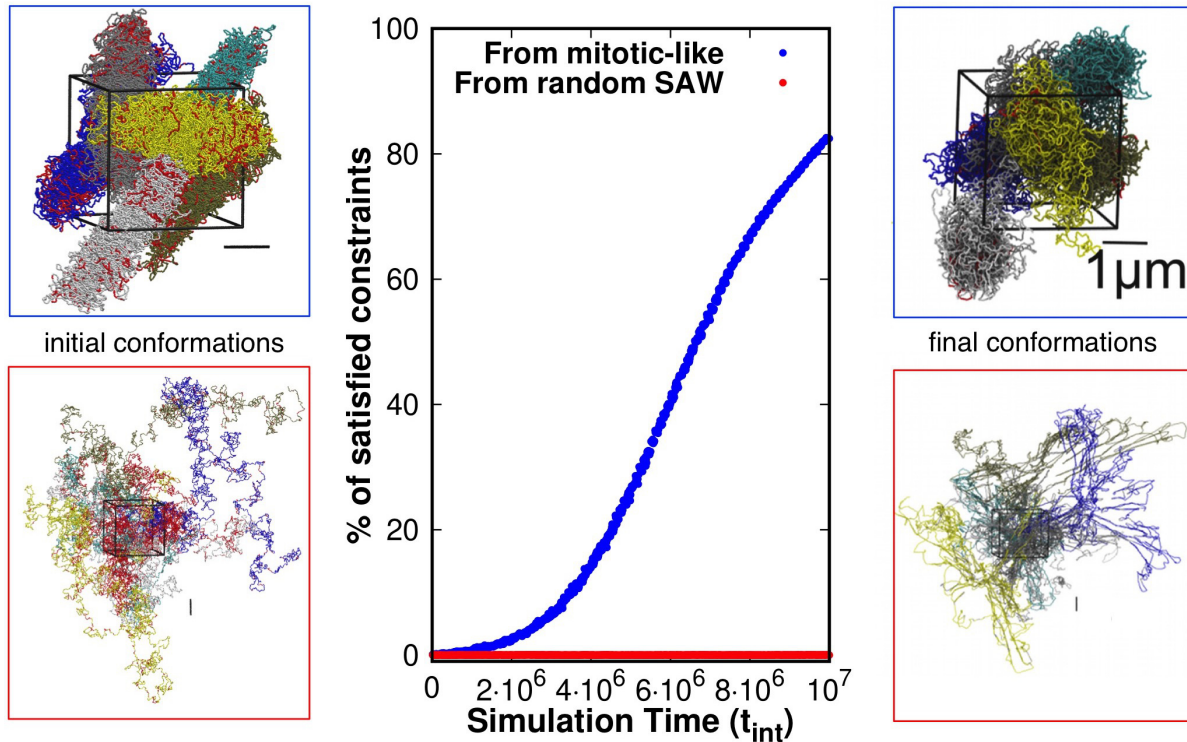 100
From mitotic-like
From random SAW
80
60
40
20
0
% of satisfied constraints
0 2·10⁶ 4·10⁶ 6·10⁶ 8·10⁶ 10⁷
Simulation Time (t_int)
initial conformations
1μm
final conformations